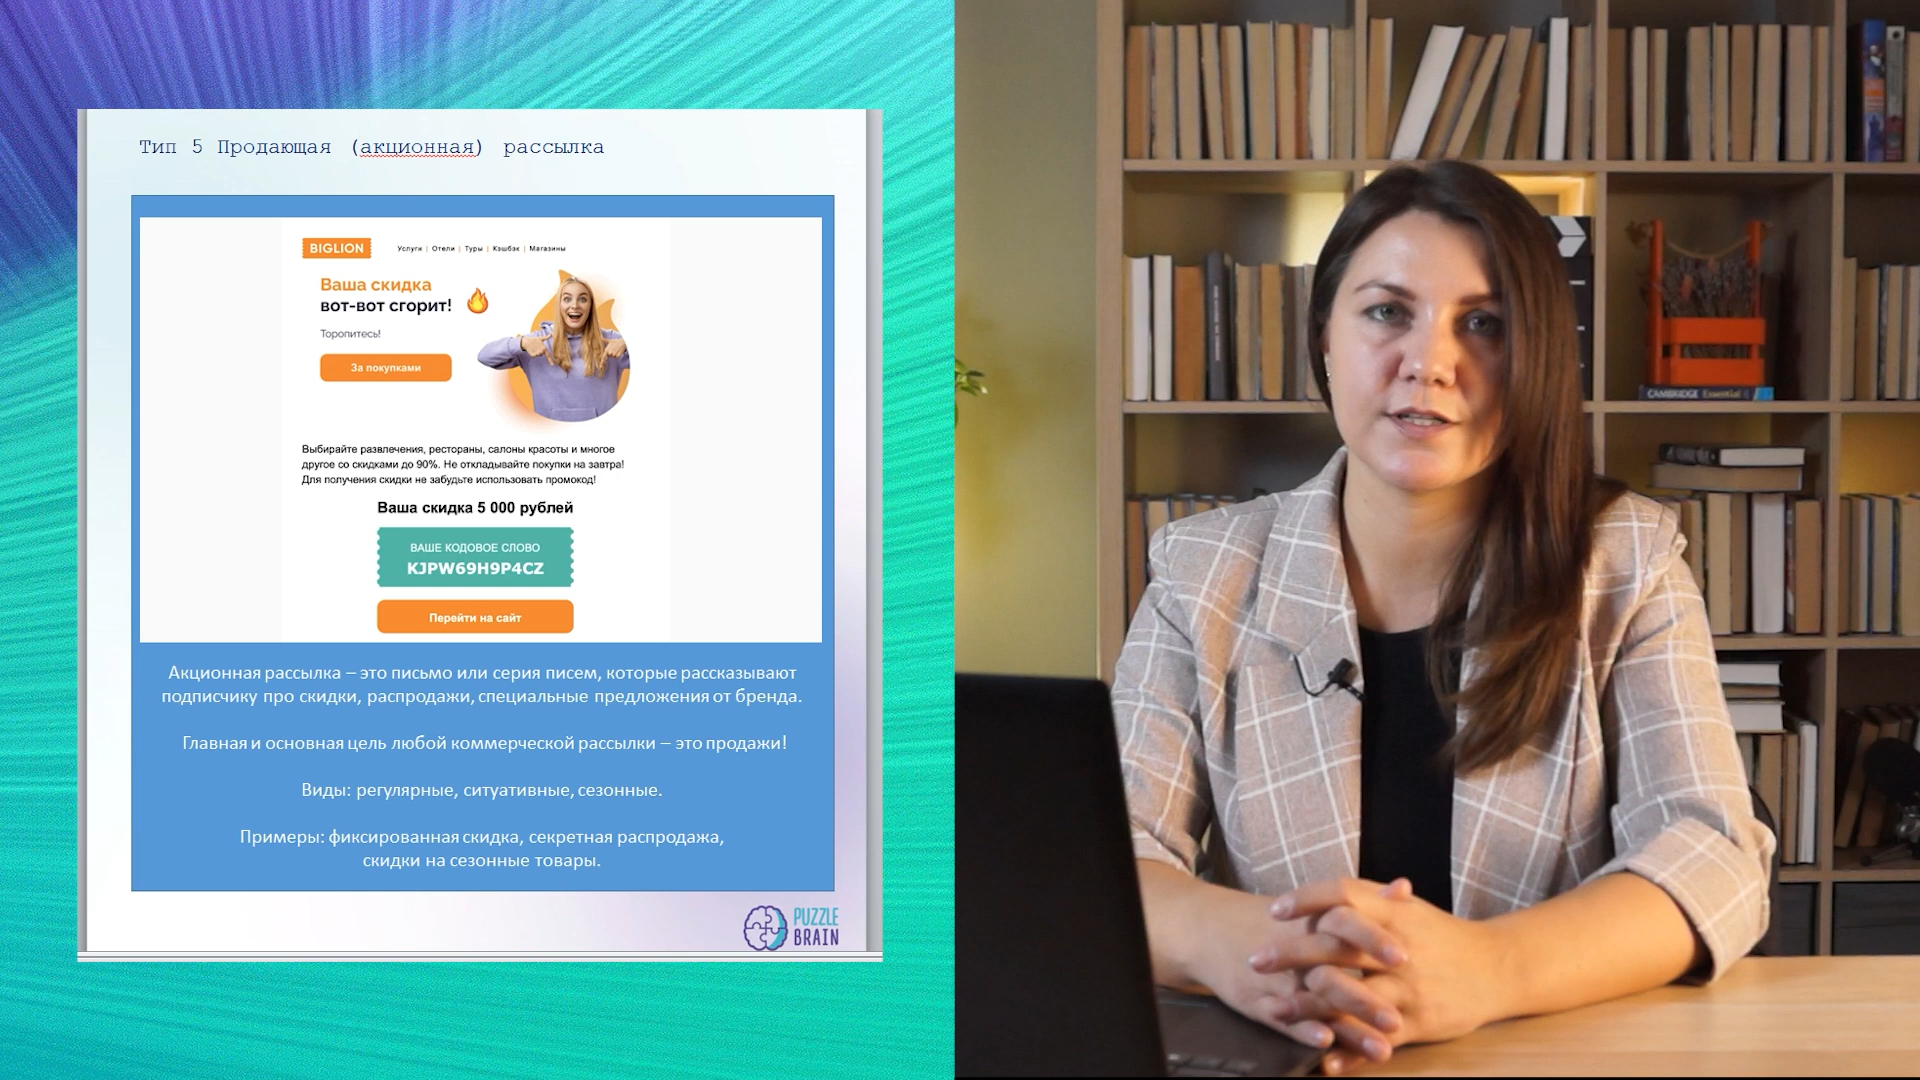 Тип 5 Продающая (акционная) рассылка
BIGLION
Услуги | Отели | Туры | Кэшбэк | Магазины
Ваша скидка
вот-вот сгорит!
Торопитесь!
За покупками
Выбирайте развлечения, рестораны, салоны красоты и многое
другое со скидками до 90%. Не откладывайте покупки на завтра!
Для получения скидки не забудьте использовать промокод!
Ваша скидка 5 000 рублей
ВАШЕ КОДОВОЕ СЛОВО
KJPW69H9P4CZ
Перейти на сайт
Акционная рассылка – это письмо или серия писем, которые рассказывают
подписчику про скидки, распродажи, специальные предложения от бренда.
Главная и основная цель любой коммерческой рассылки – это продажи!
Виды: регулярные, ситуативные, сезонные.
Примеры: фиксированная скидка, секретная распродажа,
скидки на сезонные товары.
PUZZLE
BRAIN
CAMBRIDGE Essential